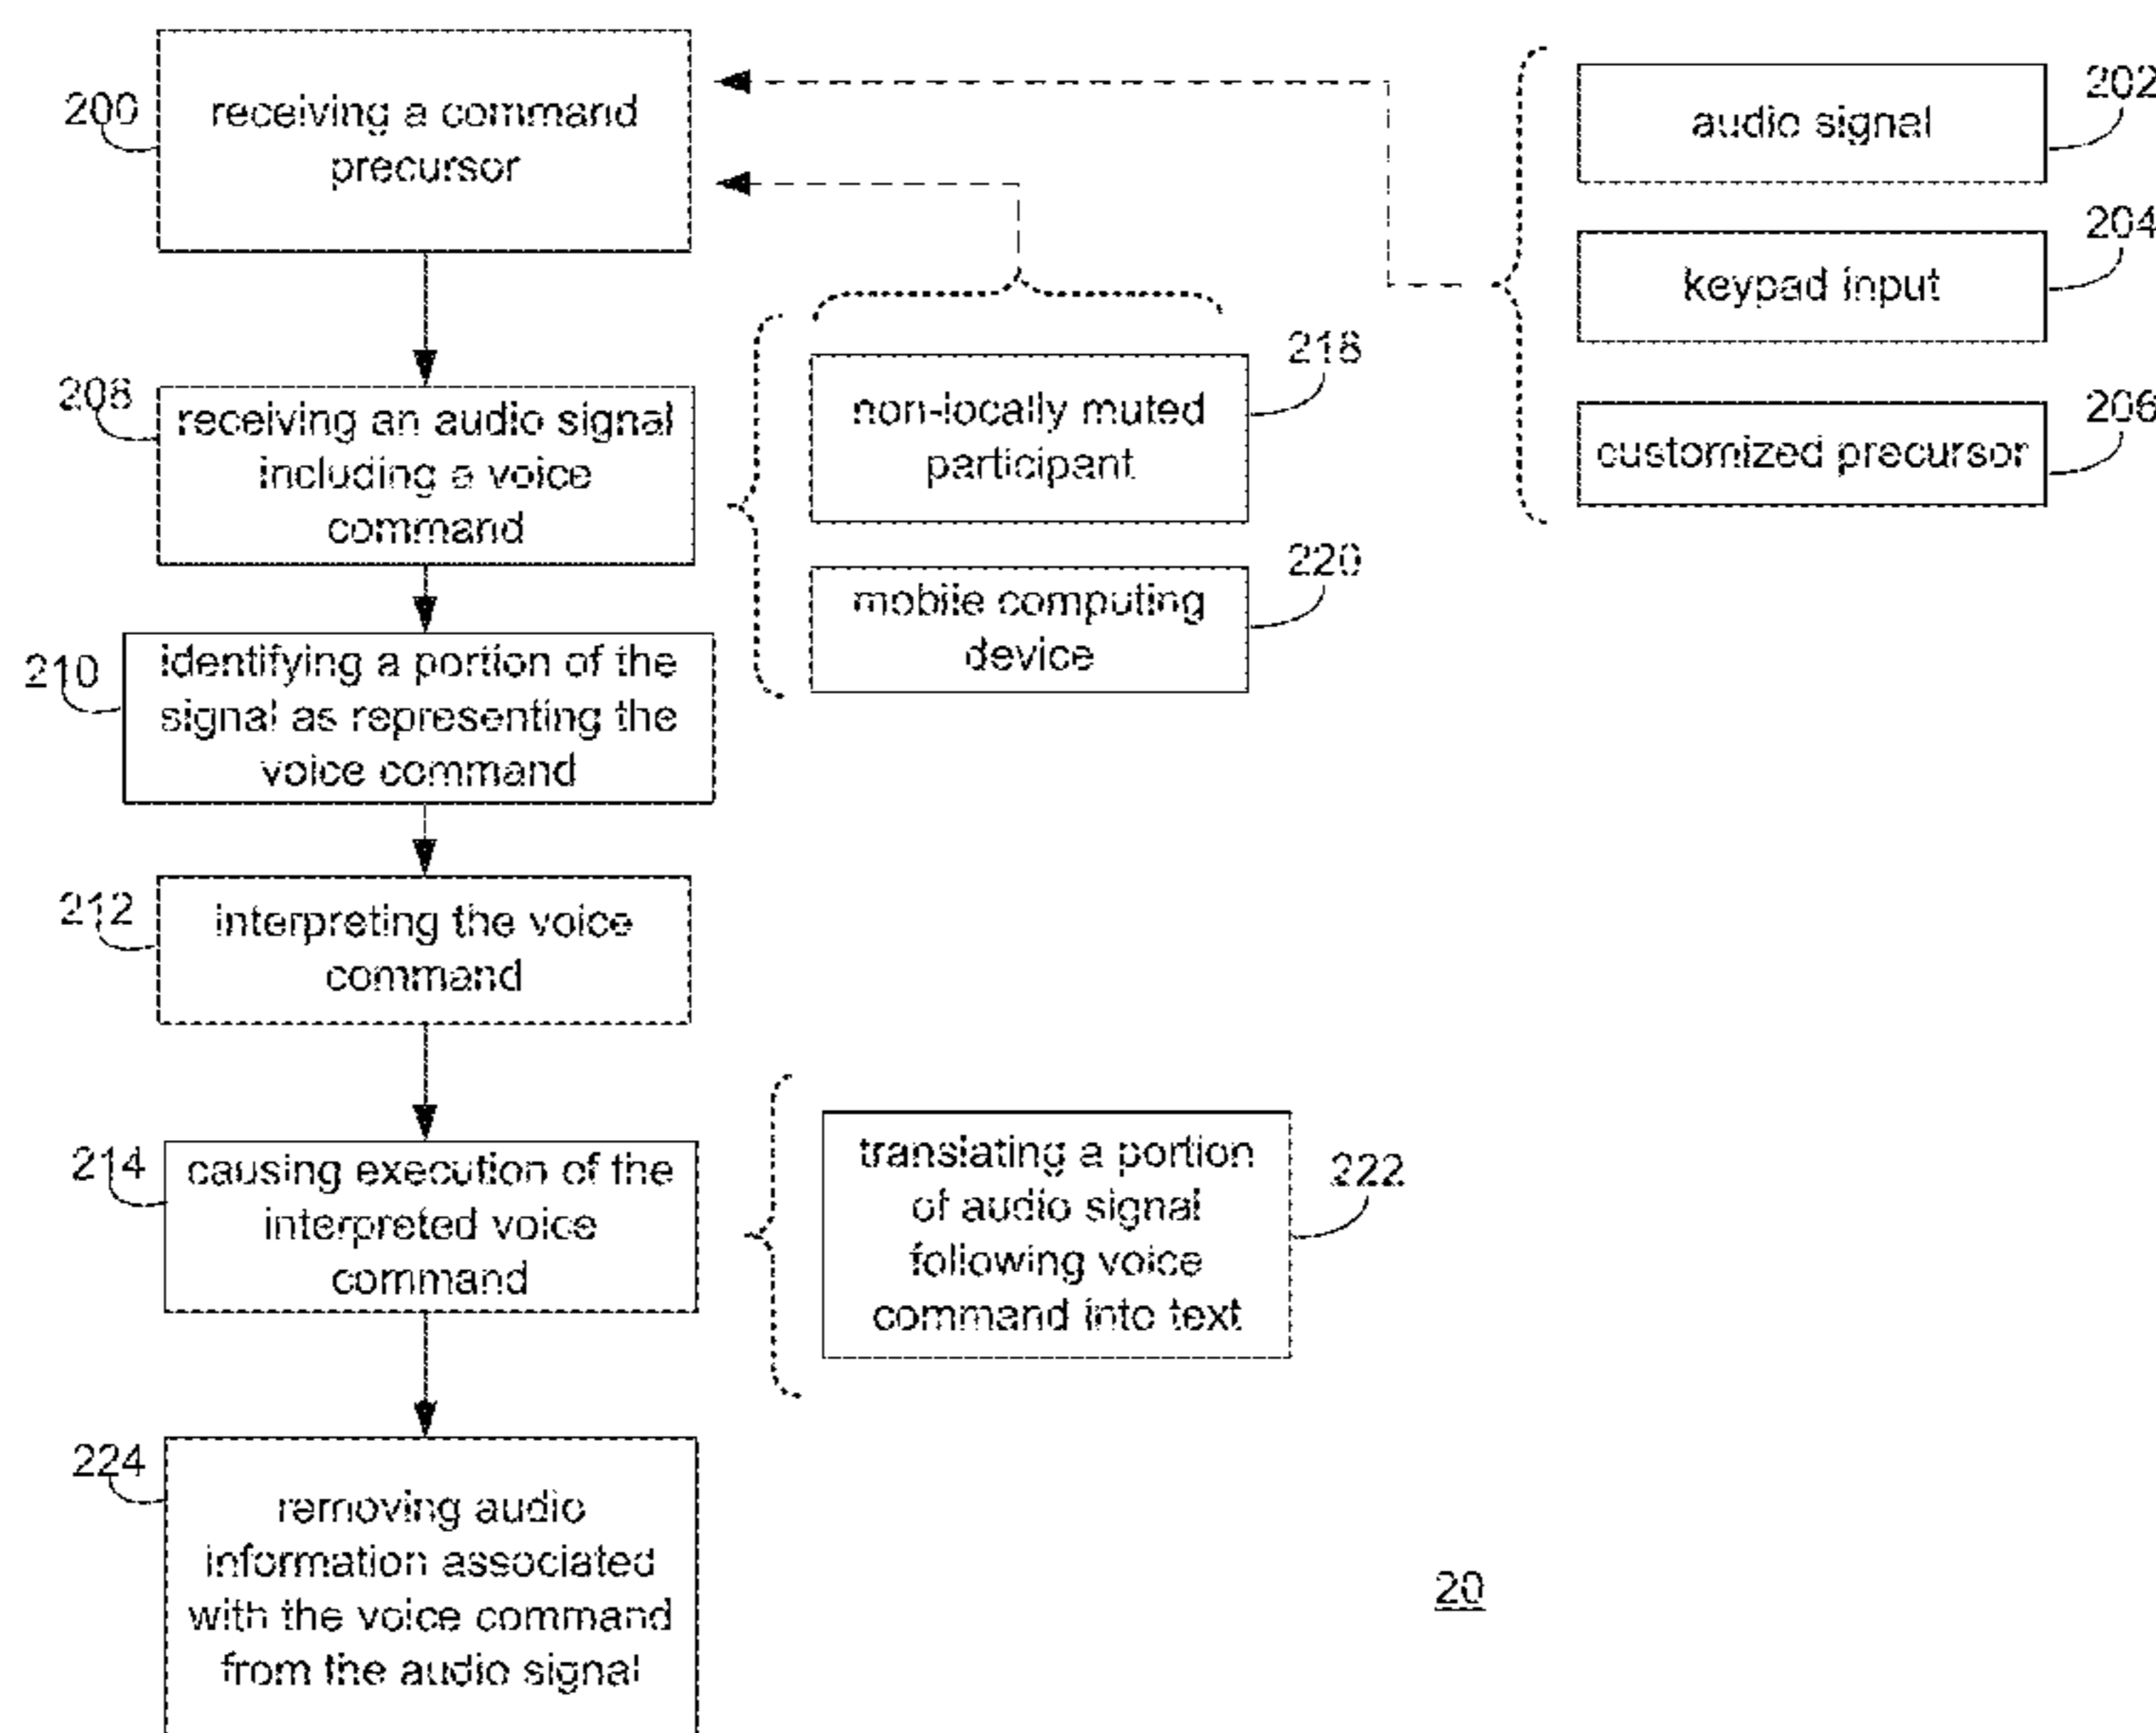 200
receiving a command
precursor
202
audio signal
204
keypad input
206
customized precursor
208
receiving an audio signal
including a voice
command
218
non-locally muted
participant
220
mobile computing
device
210
identifying a portion of the
signal as representing the
voice command
212
interpreting the voice
command
214
causing execution of the
interpreted voice
command
222
translating a portion
of audio signal
following voice
command into text
224
removing audio
information associated
with the voice command
from the audio signal
20